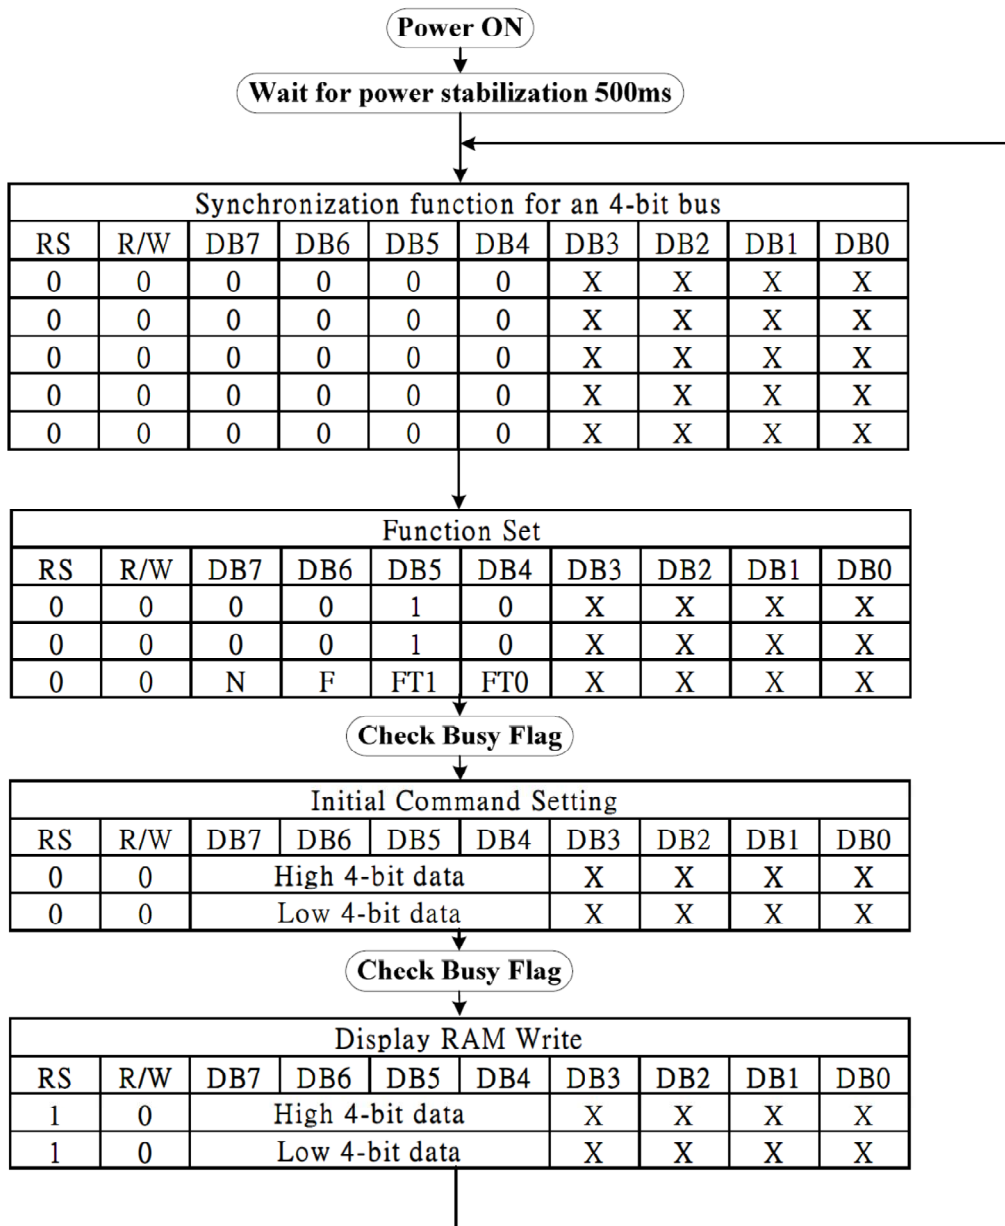 Power ON
Wait for power stabilization 500ms
Synchronization function for an 4-bit bus
RS R/W DB7 DB6 DB5 DB4 DB3 DB2 DB1 DB0
0 0 0 0 0 0 X X X X
0 0 0 0 0 0 X X X X
0 0 0 0 0 0 X X X X
0 0 0 0 0 0 X X X X
0 0 0 0 0 0 X X X X
Function Set
RS R/W DB7 DB6 DB5 DB4 DB3 DB2 DB1 DB0
0 0 0 0 1 0 X X X X
0 0 0 0 1 0 X X X X
0 0 N F FT1 FT0 X X X X
Check Busy Flag
Initial Command Setting
RS R/W DB7 DB6 DB5 DB4 DB3 DB2 DB1 DB0
0 0 High 4-bit data X X X X
0 0 Low 4-bit data X X X X
Check Busy Flag
Display RAM Write
RS R/W DB7 DB6 DB5 DB4 DB3 DB2 DB1 DB0
1 0 High 4-bit data X X X X
1 0 Low 4-bit data X X X X